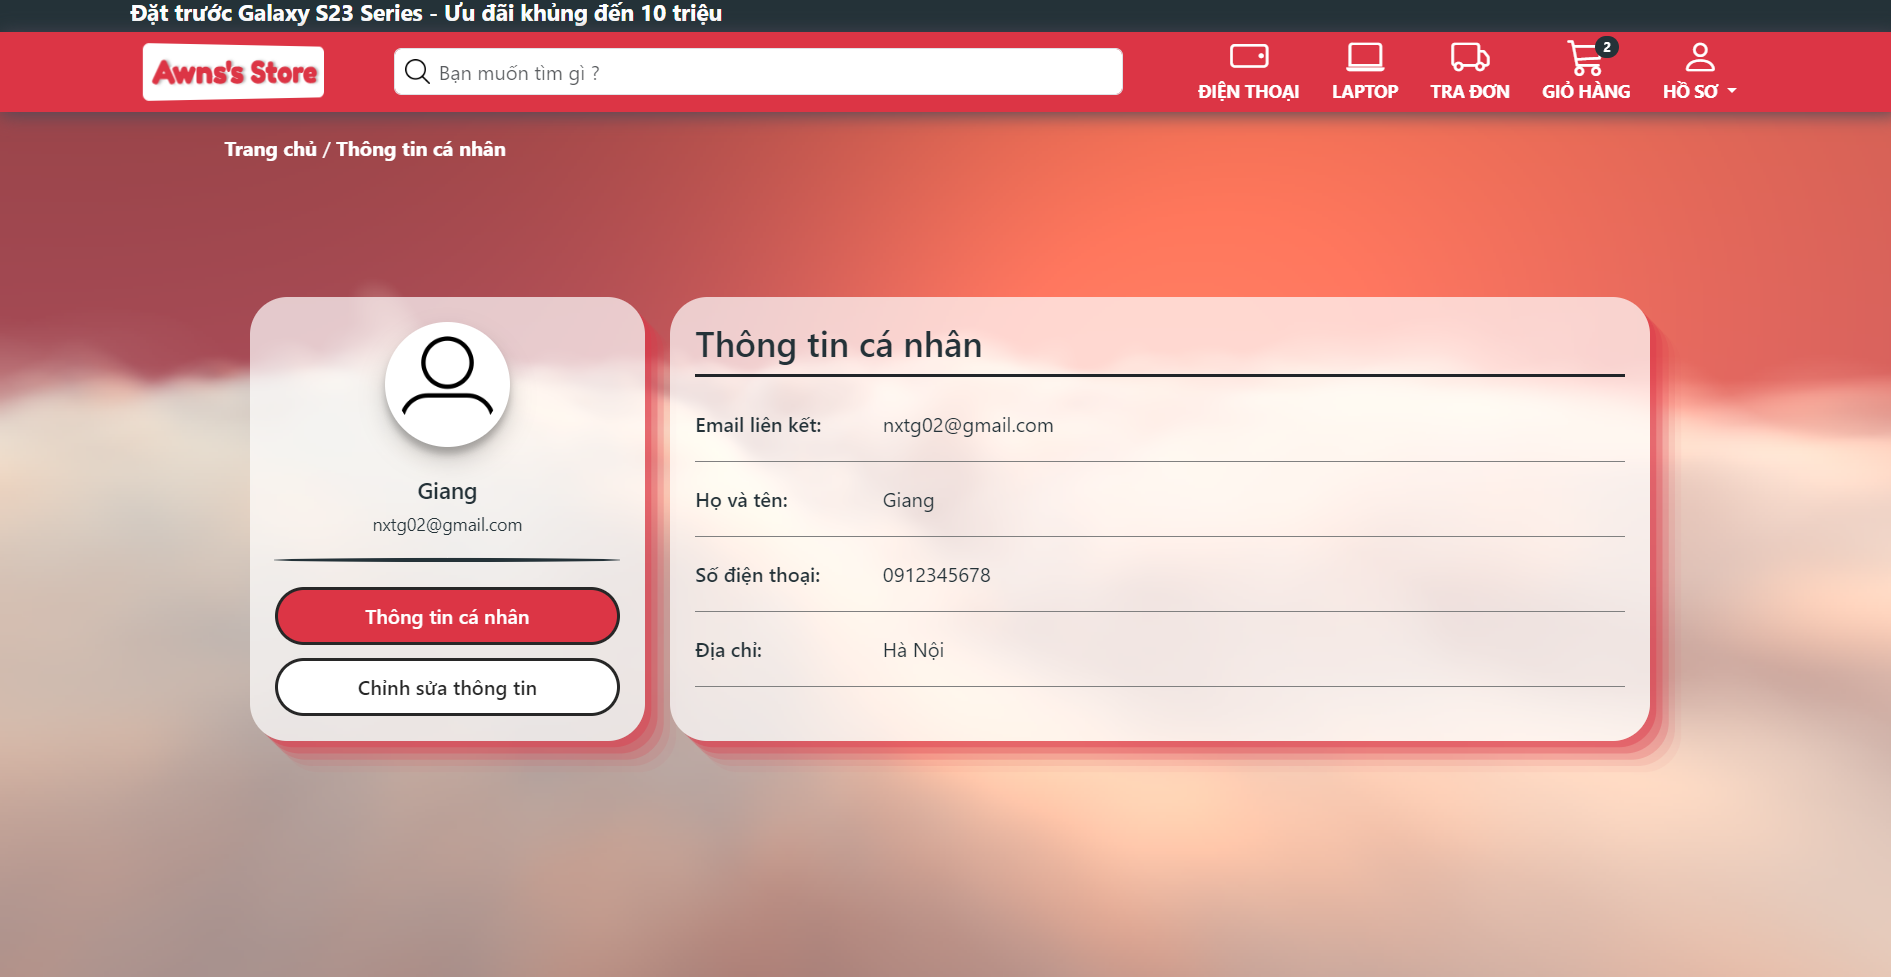 Đặt trước Galaxy S23 Series - Ưu đãi khủng đến 10 triệu
Awns's Store
Bạn muốn tìm gì ?
ĐIỆN THOẠI
LAPTOP
TRA ĐƠN
2
GIỎ HÀNG
HỒ SƠ
Trang chủ / Thông tin cá nhân
Giang
nxtg02@gmail.com
Thông tin cá nhân
Chỉnh sửa thông tin
Thông tin cá nhân
Email liên kết: nxtg02@gmail.com
Họ và tên: Giang
Số điện thoại: 0912345678
Địa chỉ: Hà Nội